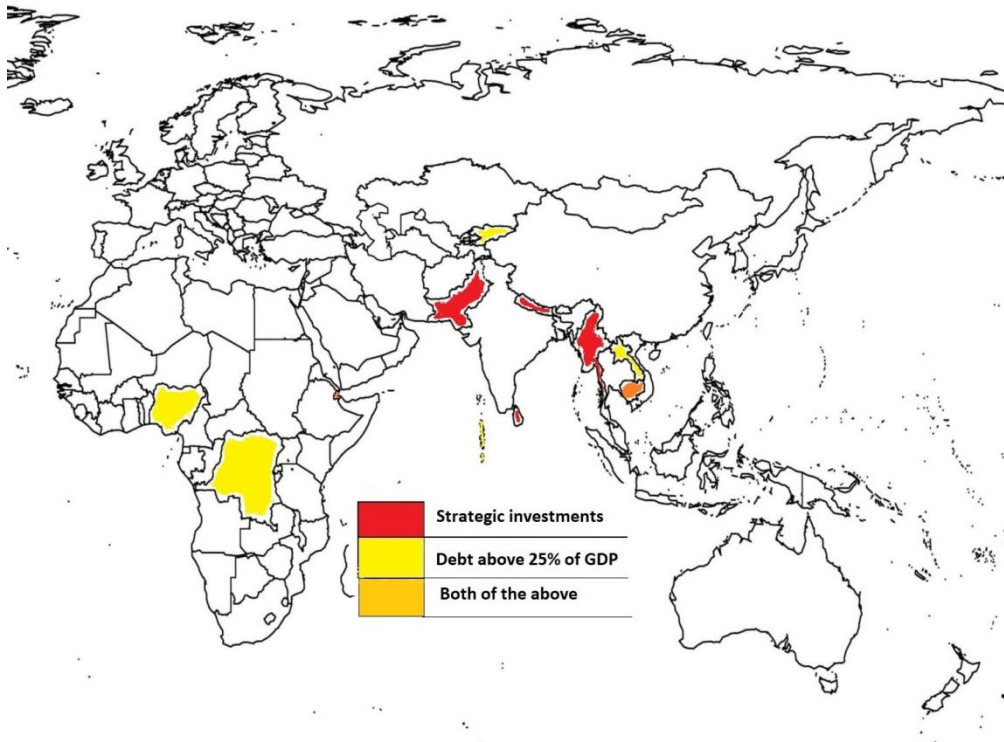 Strategic investments
Debt above 25% of GDP
Both of the above